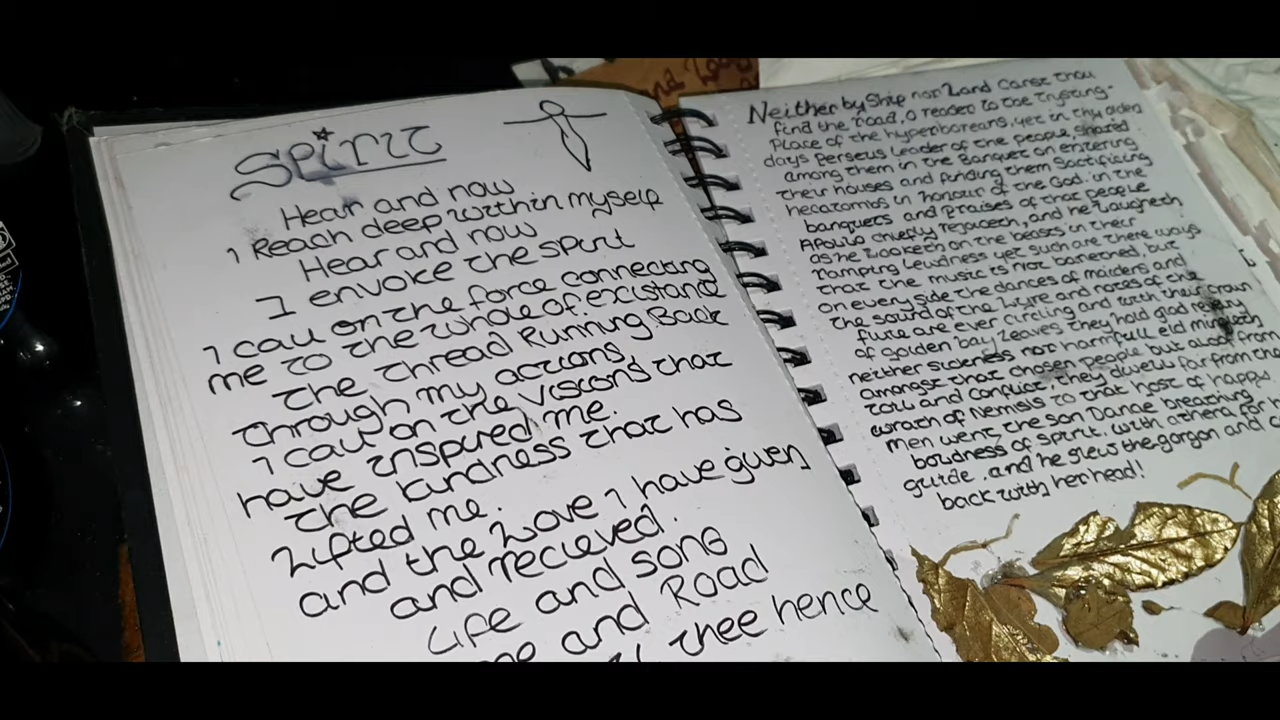 Spirit
Hear and now
I Reach deep within myself
Hear and now
I envoke the spirit
I call on the force connecting
me to the whole of existance
the thread Running Back
through my actions,
I call on the viscons that
have inspired me.
the kindness that has
Lifted me.
and the Love I have given
and recieved.
Life and song
and Road
thee hence
Neither by Ship nor Land canst thou
find the road, o reader to the trysting-
Place of the hyperboreans, yet in thy olden
days Perseus Leader of the people, shared
among them in the Banquet on entering
their houses and finding them Sacrifising
hecatombs in honour of the God. in the
banquets and praises of that people
Apollo chiefly rejoceth, and he Laugheth
as he Looketh on the beasts in their
ramping Lewdness yet such are there ways
that the music is not banished, but
on every side the dances of maidens and
the sound of the Lyre and notes of the
flute are ever circling and with their crown
of golden bay Leaves they hold glad revelry
neither sickness nor harmfull eld mingleth
amongst that chosen people but aloof from
toil and conflict, they dwell far from the
wrath of Nemisis to that host of happy
men went the son Danae breathing
boldness of spirit. with athena for h
guide. and he slew the gorgon and c
back with her head!